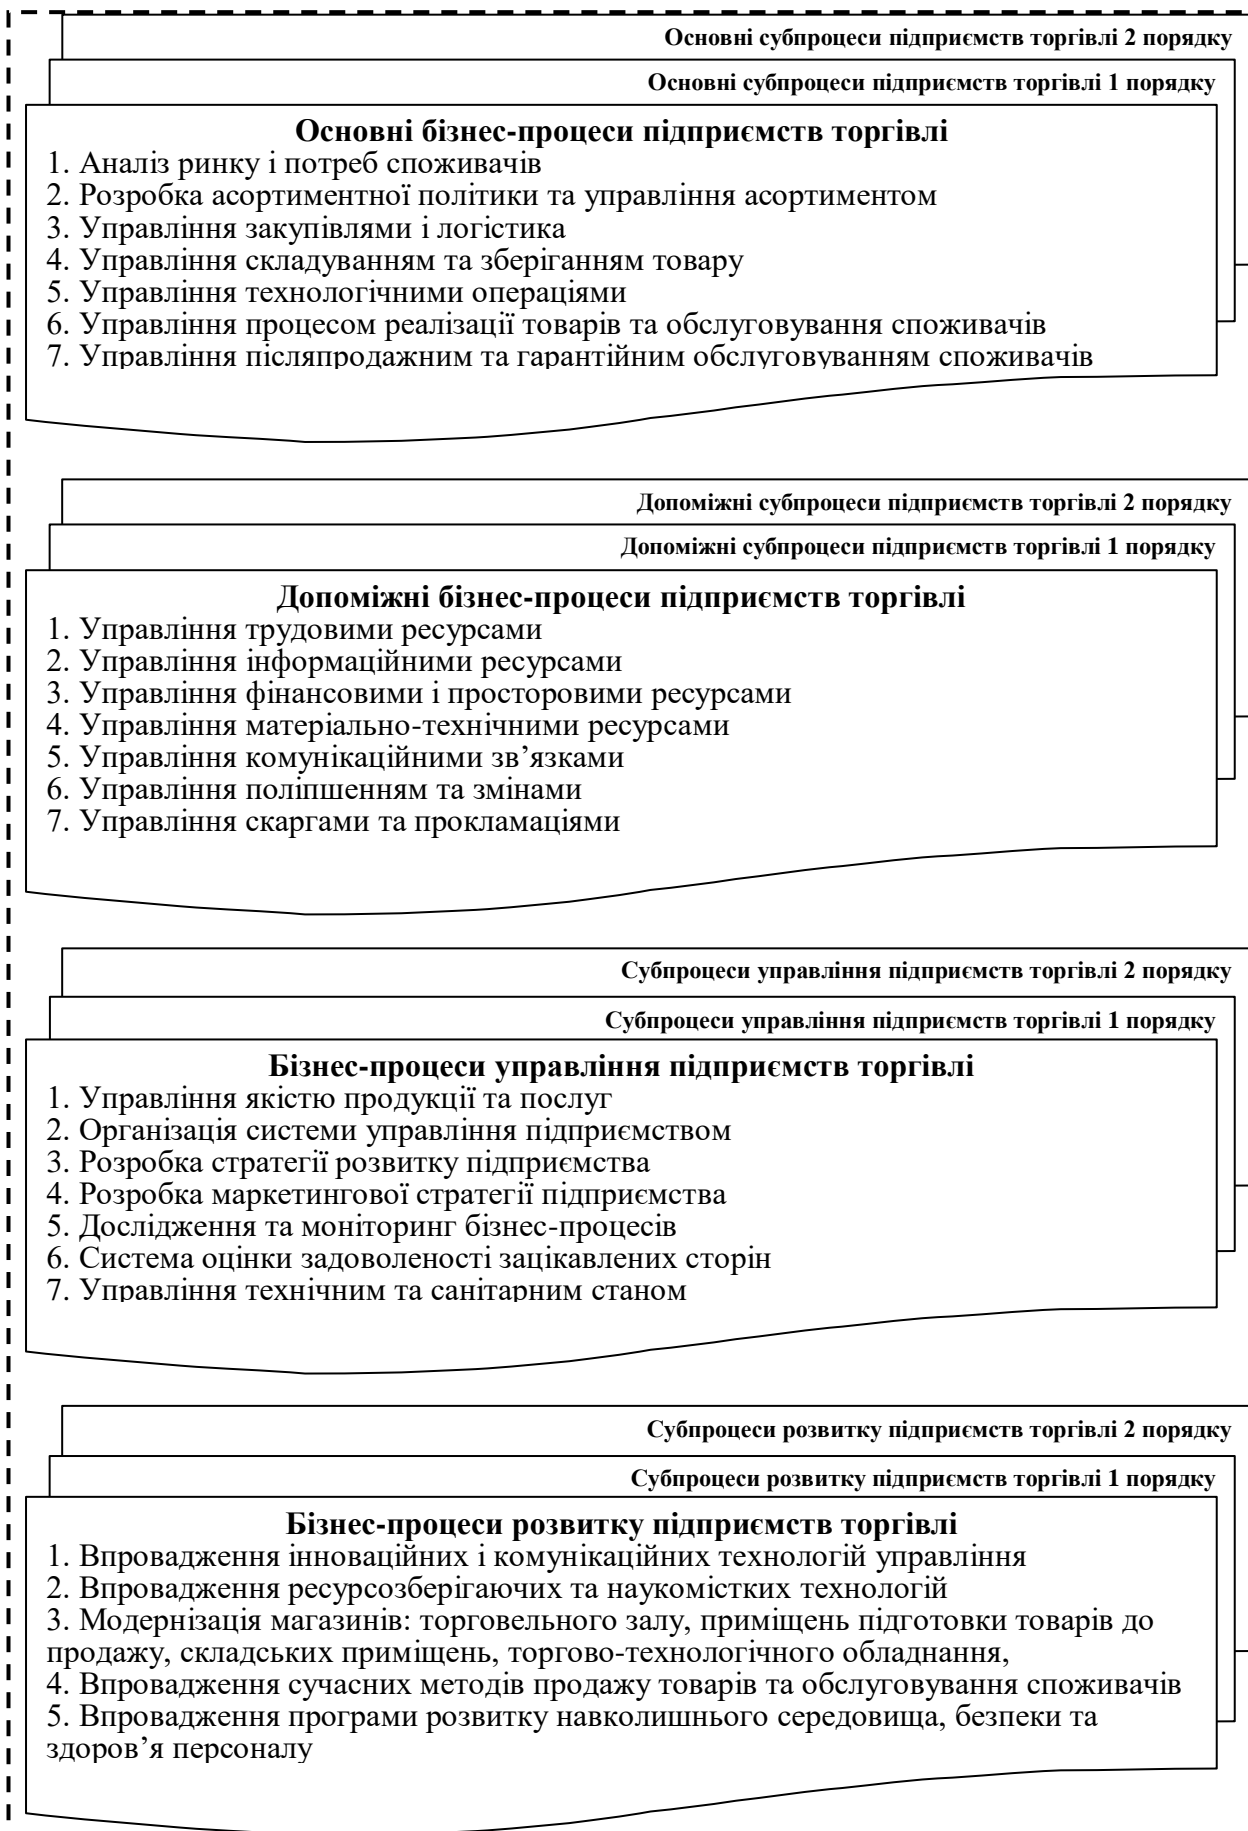 Основні субпроцеси підприємств торгівлі 2 порядку
Основні субпроцеси підприємств торгівлі 1 порядку
Основні бізнес-процеси підприємств торгівлі
1. Аналіз ринку і потреб споживачів
2. Розробка асортиментної політики та управління асортиментом
3. Управління закупівлями і логістика
4. Управління складуванням та зберіганням товару
5. Управління технологічними операціями
6. Управління процесом реалізації товарів та обслуговування споживачів
7. Управління післяпродажним та гарантійним обслуговуванням споживачів
Допоміжні субпроцеси підприємств торгівлі 2 порядку
Допоміжні субпроцеси підприємств торгівлі 1 порядку
Допоміжні бізнес-процеси підприємств торгівлі
1. Управління трудовими ресурсами
2. Управління інформаційними ресурсами
3. Управління фінансовими і просторовими ресурсами
4. Управління матеріально-технічними ресурсами
5. Управління комунікаційними зв’язками
6. Управління поліпшенням та змінами
7. Управління скаргами та прокламаціями
Субпроцеси управління підприємств торгівлі 2 порядку
Субпроцеси управління підприємств торгівлі 1 порядку
Бізнес-процеси управління підприємств торгівлі
1. Управління якістю продукції та послуг
2. Організація системи управління підприємством
3. Розробка стратегії розвитку підприємства
4. Розробка маркетингової стратегії підприємства
5. Дослідження та моніторинг бізнес-процесів
6. Система оцінки задоволеності зацікавлених сторін
7. Управління технічним та санітарним станом
Субпроцеси розвитку підприємств торгівлі 2 порядку
Субпроцеси розвитку підприємств торгівлі 1 порядку
Бізнес-процеси розвитку підприємств торгівлі
1. Впровадження інноваційних і комунікаційних технологій управління
2. Впровадження ресурсозберігаючих та наукомістких технологій
3. Модернізація магазинів: торговельного залу, приміщень підготовки товарів до
продажу, складських приміщень, торгово-технологічного обладнання,
4. Впровадження сучасних методів продажу товарів та обслуговування споживачів
5. Впровадження програми розвитку навколишнього середовища, безпеки та
здоров’я персоналу